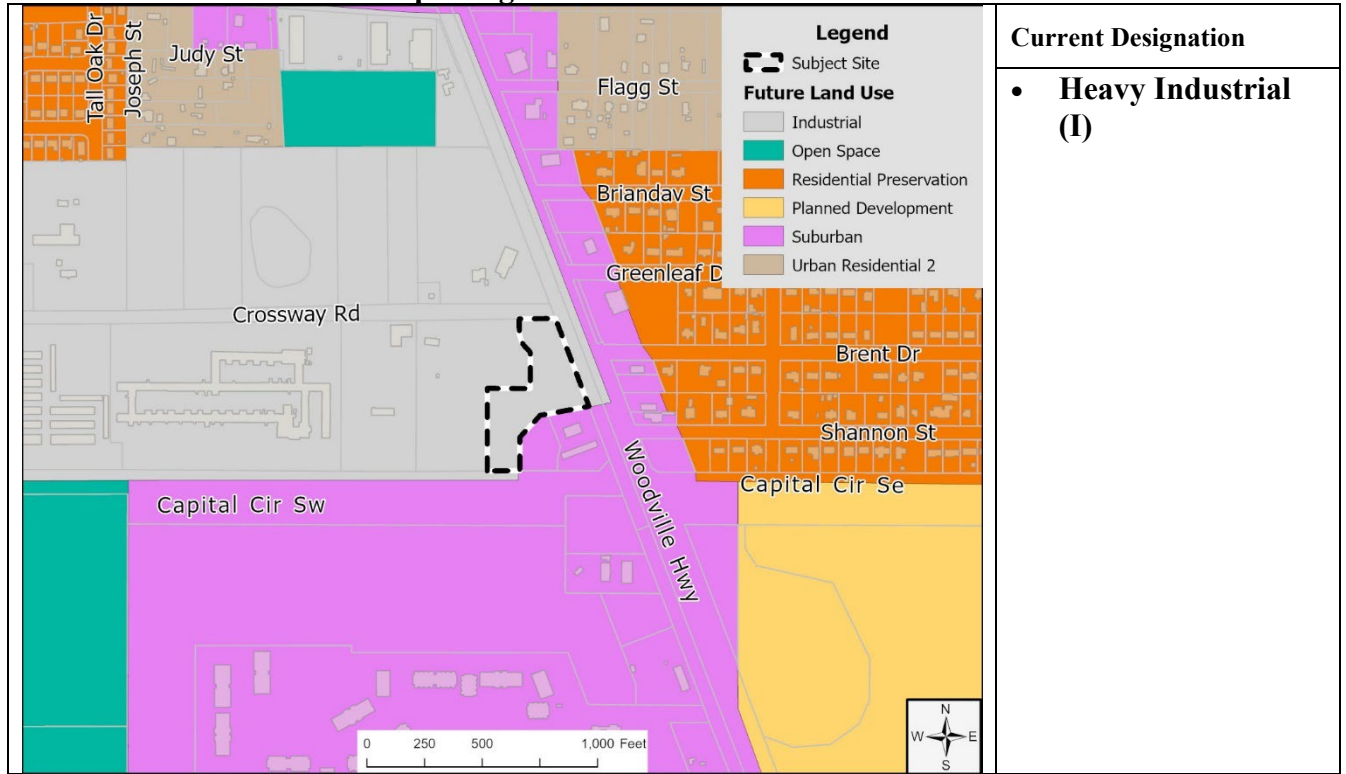 Tall Oak Dr
Joseph St
Judy St
Flagg St
Briandav St
Greenleaf D
Crossway Rd
Brent Dr
Shannon St
Woodville Hwy
Capital Cir Sw
Capital Cir Se
Legend
Subject Site
Future Land Use
Industrial
Open Space
Residential Preservation
Planned Development
Suburban
Urban Residential 2
0 250 500 1,000 Feet
N
W E
S
Current Designation
• Heavy Industrial
(I)